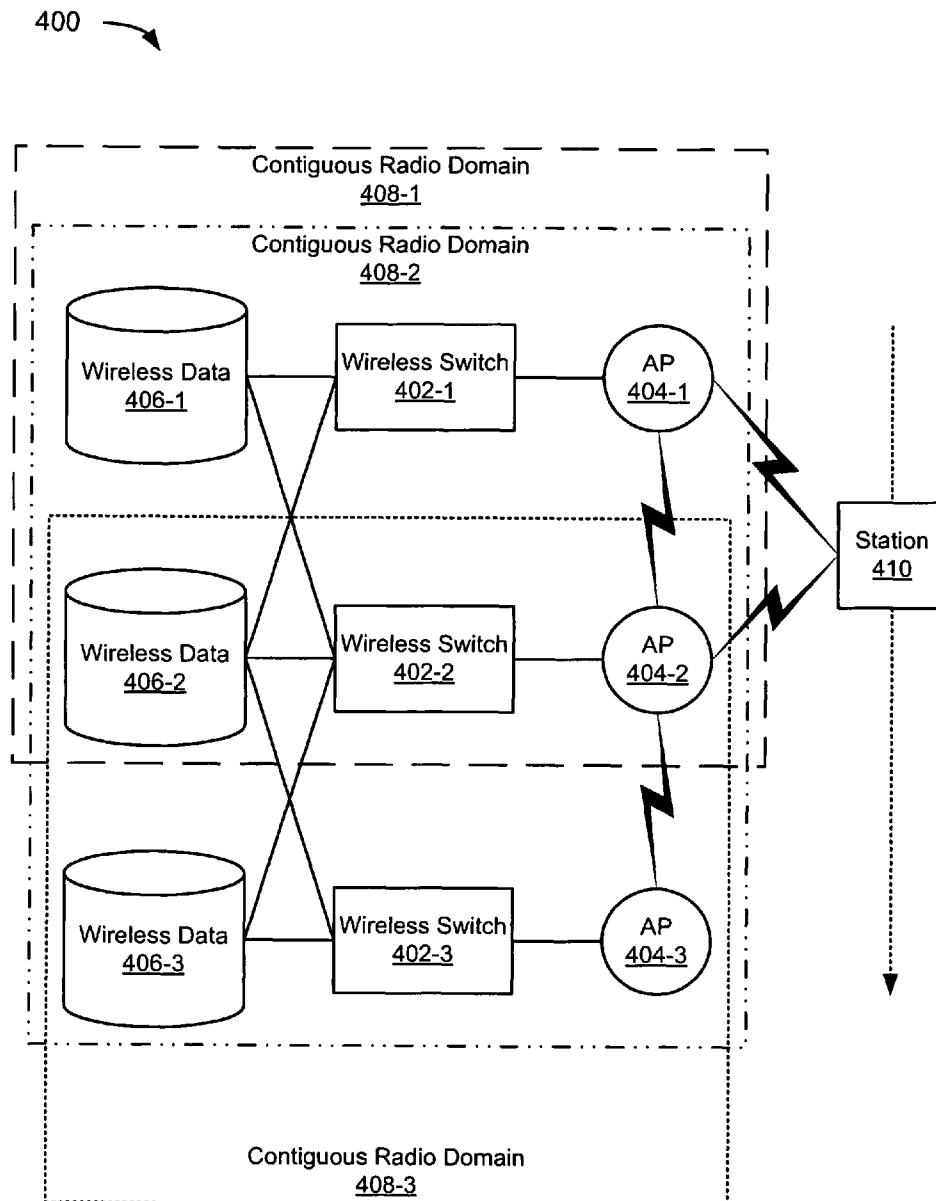 400
Contiguous Radio Domain
408-1
Contiguous Radio Domain
408-2
Wireless Data
406-1
Wireless Switch
402-1
AP
404-1
Station
410
Wireless Data
406-2
Wireless Switch
402-2
AP
404-2
Wireless Data
406-3
Wireless Switch
402-3
AP
404-3
Contiguous Radio Domain
408-3